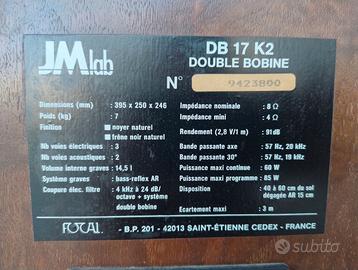 JMlab
DB 17 K2
DOUBLE BOBINE
N° 9423800
Dimensions (mm) : 395 x 250 x 246
Poids (kg) : 7
Finition : noyer naturel
frêne noir naturel
Nb voies électriques : 3
Nb voies acoustiques : 2
Volume interne graves : 14,5 l
Système graves : bass-reflex AR
Coupure élec. filtre : 4 kHz à 24 dB/
octave + système
double bobine
Impédance nominale : 8 Ω
Impédance mini : 4 Ω
Rendement (2,8 V/1 m) : 91dB
Bande passante axe : 57 Hz, 20 kHz
Bande passante 30° : 57 Hz, 19 kHz
Puissance maxi continue : 60 W
Puissance maxi programme : 85 W
Disposition : 40 à 60 cm du sol
dégagée AR 15 cm
Ecartement maxi : 3 m
FOCAL - B.P. 201 - 42013 SAINT-ÉTIENNE CEDEX - FRANCE
subito